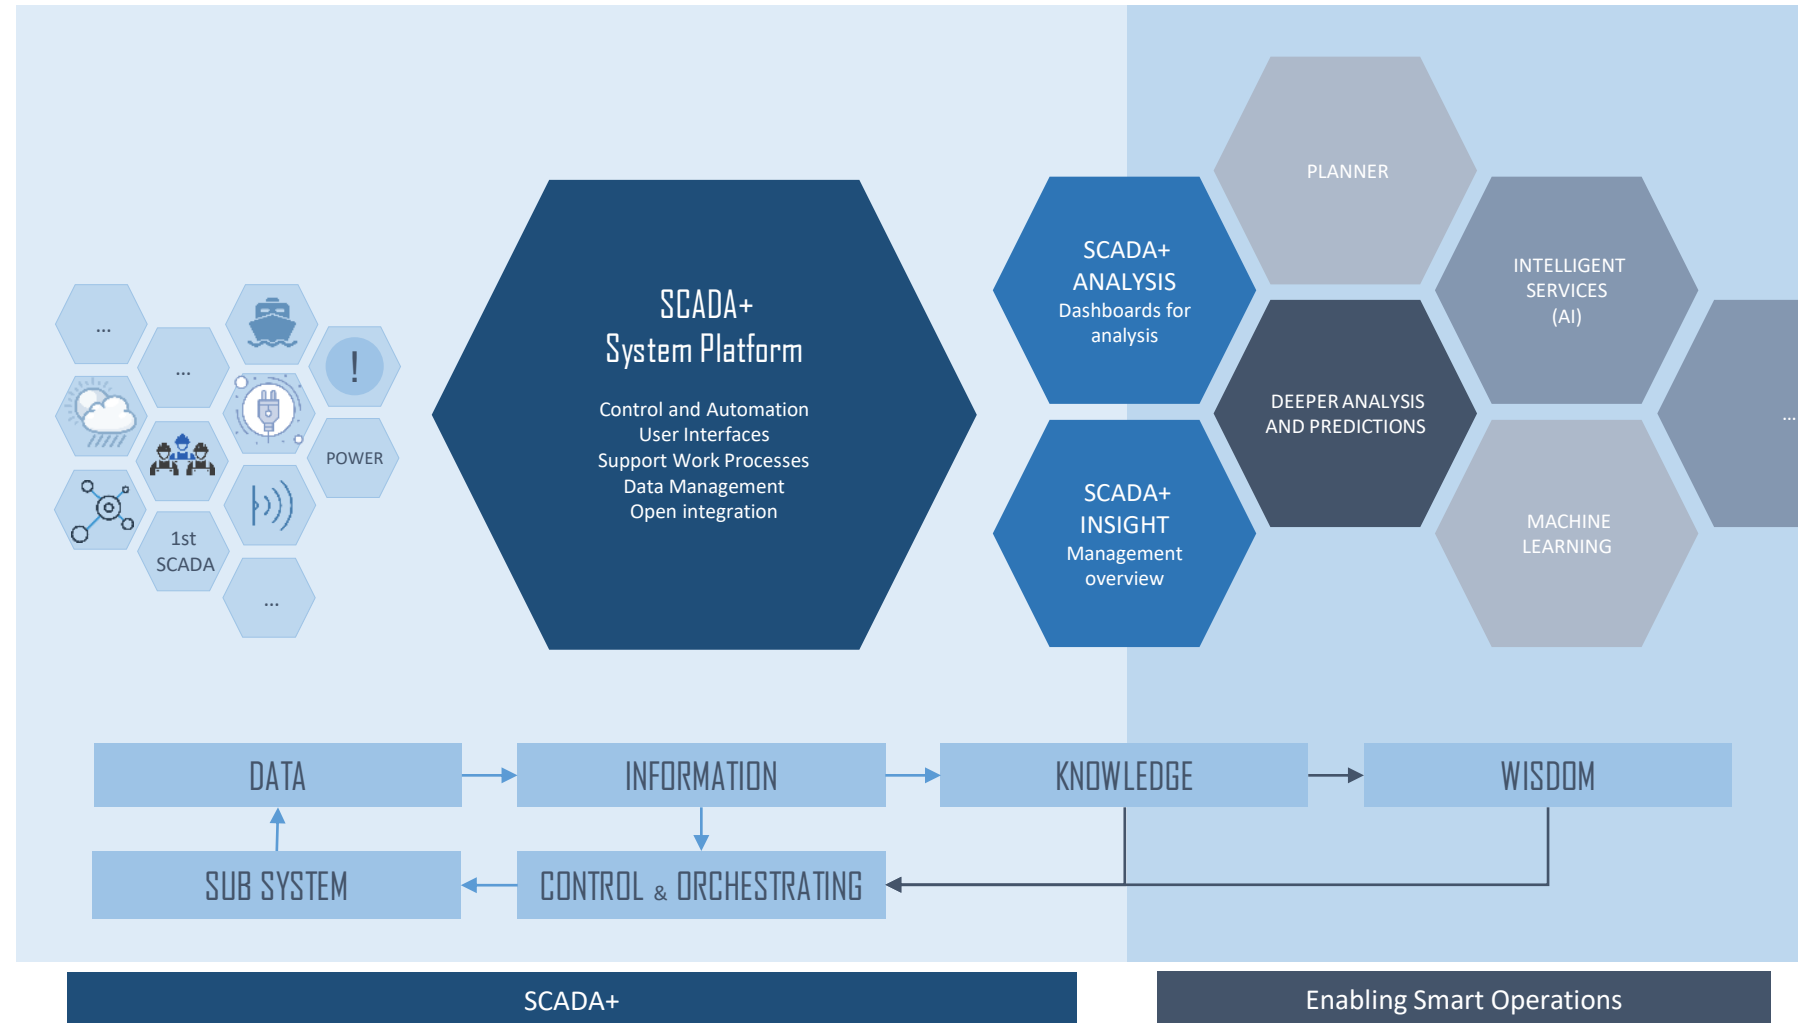 PLANNER
SCADA+
ANALYSIS
Dashboards for
analysis
INTELLIGENT
SERVICES
(AI)
SCADA+
System Platform
Control and Automation
User Interfaces
Support Work Processes
Data Management
Open integration
...
...
!
POWER
1st
SCADA
...
DEEPER ANALYSIS
AND PREDICTIONS
...
SCADA+
INSIGHT
Management
overview
MACHINE
LEARNING
DATA
INFORMATION
KNOWLEDGE
WISDOM
SUB SYSTEM
CONTROL & ORCHESTRATING
SCADA+
Enabling Smart Operations